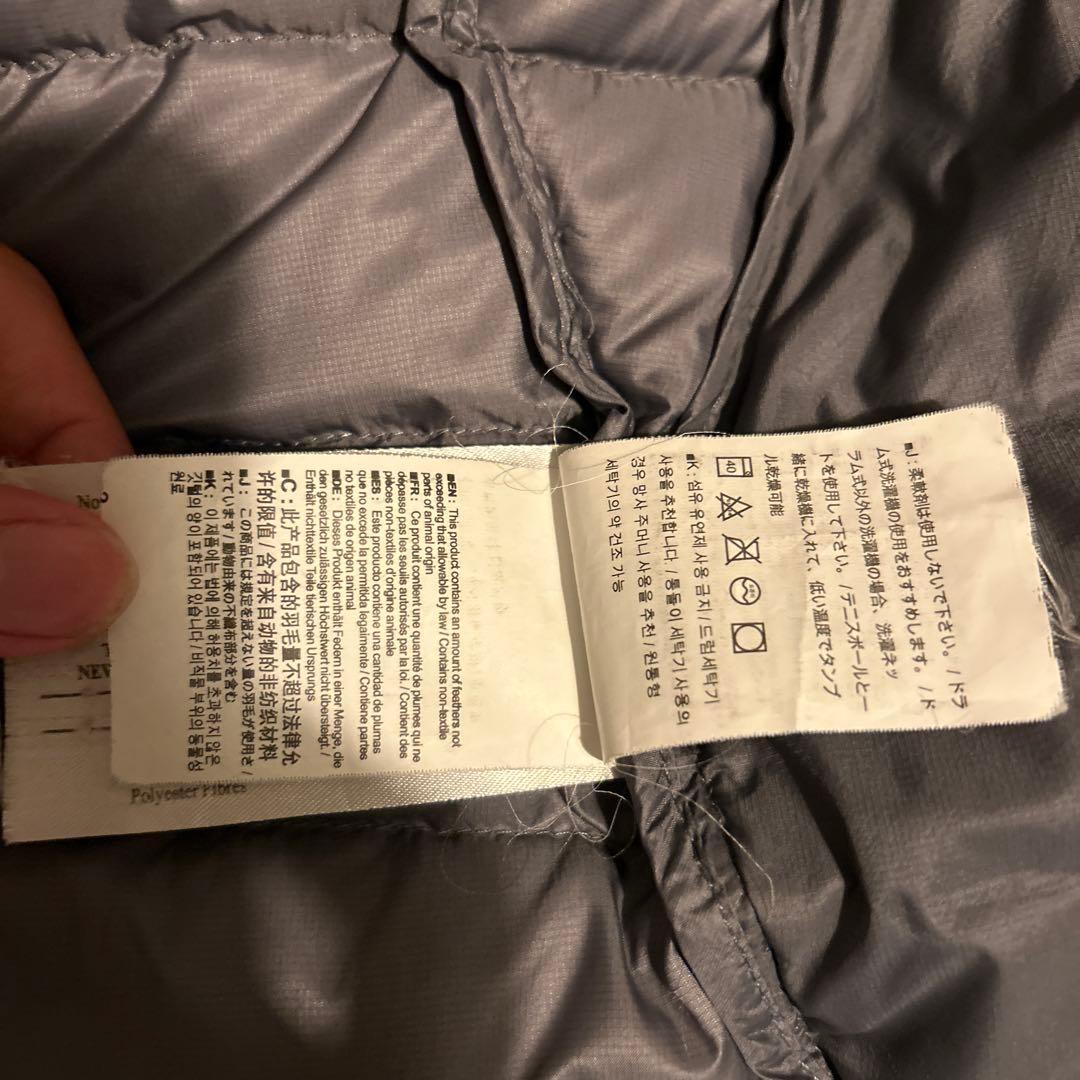 ■J : 柔軟剤は使用しないで下さい。/ ドラ
ム式洗濯機の使用をおすすめします。/ ド
ラム式以外の洗濯機の場合、洗濯ネッ
トを使用して下さい。/ テニスボールと一
緒に乾燥機に入れて、低い温度でタンブ
ル乾燥可能
40
■K : 섬유 유연제 사용 금지 / 드럼세탁기
사용을 추천합니다. / 통돌이 세탁기 사용의
경우 망사 주머니 사용을 추천 / 원통형
세탁기의 약 건조 가능
■EN : This product contains an amount of feathers not
exceeding that allowable by law / Contains non-textile
parts of animal origin
■FR : Ce produit contient une quantité de plumes qui ne
dépasse pas les seuils autorisés par la loi. / Contient des
pièces non-textiles d'origine animale
■ES : Este producto contiene una cantidad de plumas
que no excede la permitida legalmente / Contiene partes
no textiles de origen animal
■DE : Dieses Produkt enthält Federn in einer Menge, die
den gesetzlich zulässigen Höchstwert nicht übersteigt. /
Enthält nichttextile Teile tierischen Ursprungs
■C : 此产品包含的羽毛量不超过法律允
许的限值 / 含有来自动物的非纺织材料
■J : この商品には規定を超えない量の羽毛が使用さ
れています / 動物由来の不織布部分を含む
■K : 이 제품에는 법에 의해 허용치를 초과하지 않은
깃털의 양이 포함되어 있습니다 / 비직물 부위의 동물성
원료
No
NEW
Polyester Fibres